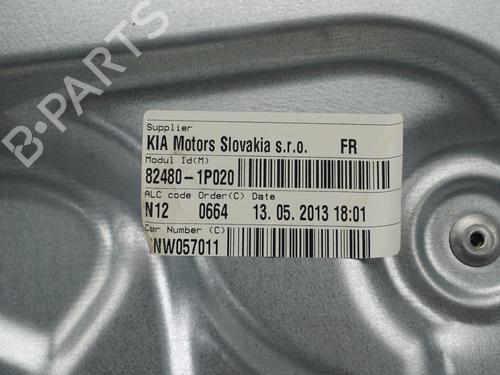 B-PARTS
Supplier
KIA Motors Slovakia s.r.o. FR
Modul Id(M)
82480-1P020
ALC code Order(C) Date
N12 0664 13. 05. 2013 18:01
Car Number (C)
NW057011